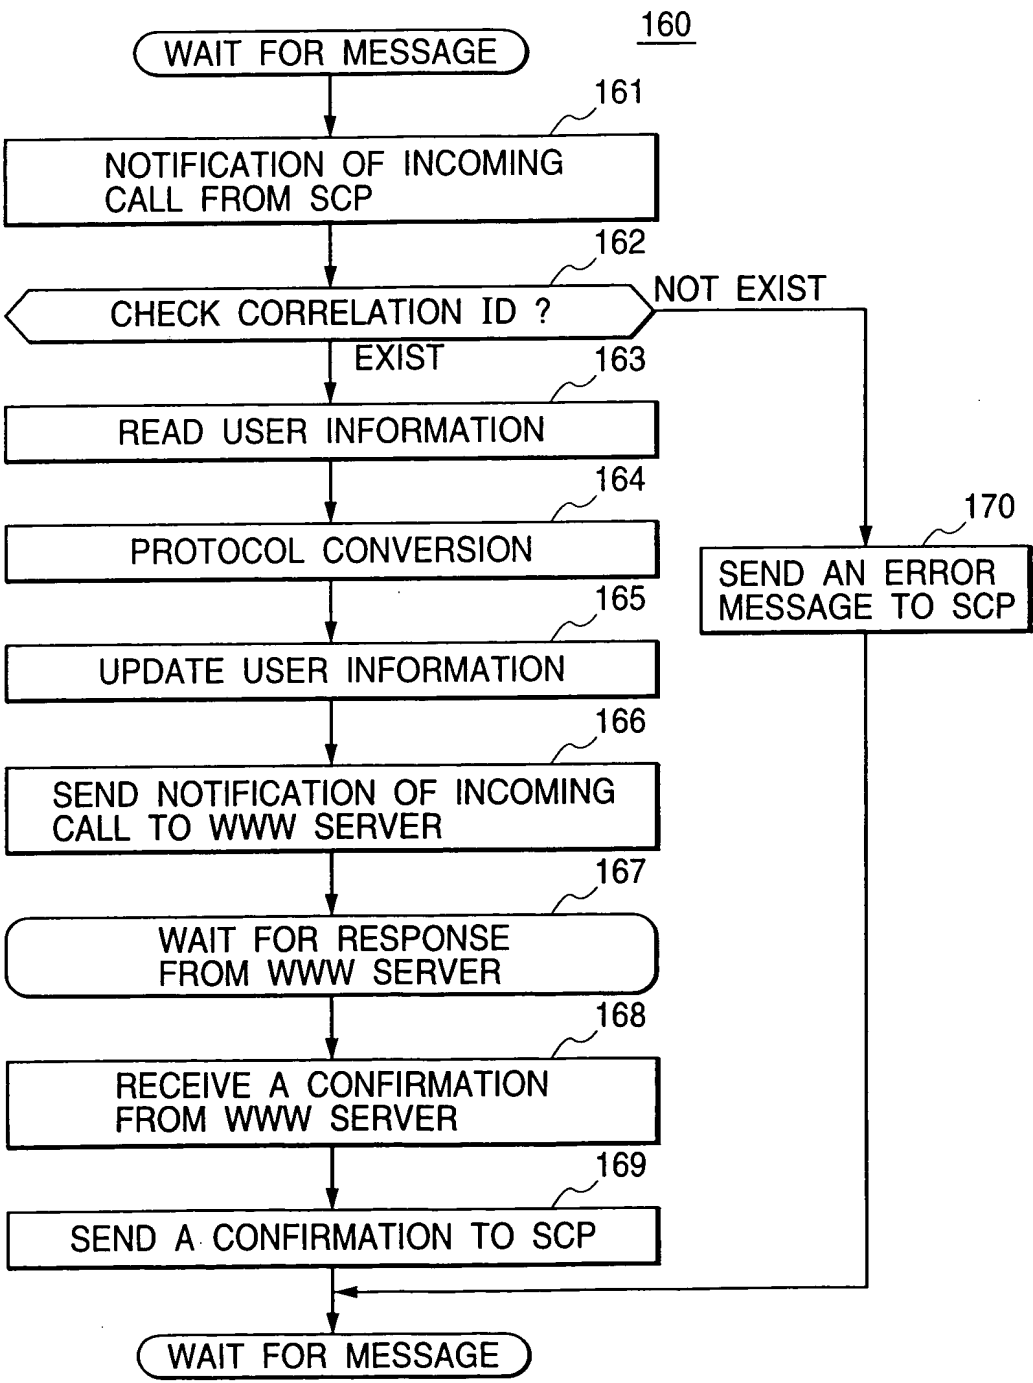 160
WAIT FOR MESSAGE
161
NOTIFICATION OF INCOMING
CALL FROM SCP
162
CHECK CORRELATION ID ?
NOT EXIST
EXIST
163
READ USER INFORMATION
164
PROTOCOL CONVERSION
170
SEND AN ERROR
MESSAGE TO SCP
165
UPDATE USER INFORMATION
166
SEND NOTIFICATION OF INCOMING
CALL TO WWW SERVER
167
WAIT FOR RESPONSE
FROM WWW SERVER
168
RECEIVE A CONFIRMATION
FROM WWW SERVER
169
SEND A CONFIRMATION TO SCP
WAIT FOR MESSAGE